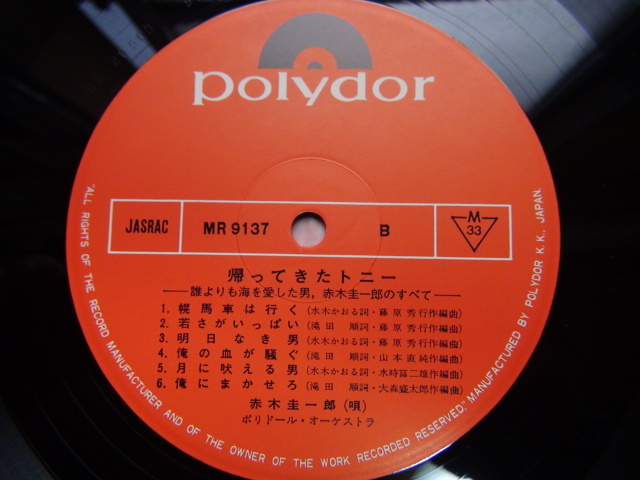 polydor
JASRAC MR 9137 B M 33
帰ってきたトニー
—誰よりも海を愛した男，赤木圭一郎のすべて—
1. 幌馬車は行く (水木かおる詞・藤原秀行作編曲)
2. 若さがいっぱい (滝田 順詞・藤原秀行作編曲)
3. 明日なき男 (水木かおる詞・藤原秀行作編曲)
4. 俺の血が騒ぐ (滝田 順詞・山本直純作編曲)
5. 月に吠える男 (水木かおる詞・水時冨二雄作編曲)
6. 俺にまかせろ (滝田 順詞・大森盛太郎作編曲)
赤木圭一郎(唄)
ポリドール・オーケストラ
"ALL RIGHTS OF THE RECORD MANUFACTURER AND OF THE OWNER OF THE WORK RECORDED RESERVED." MANUFACTURED BY POLYDOR K. K., JAPAN.